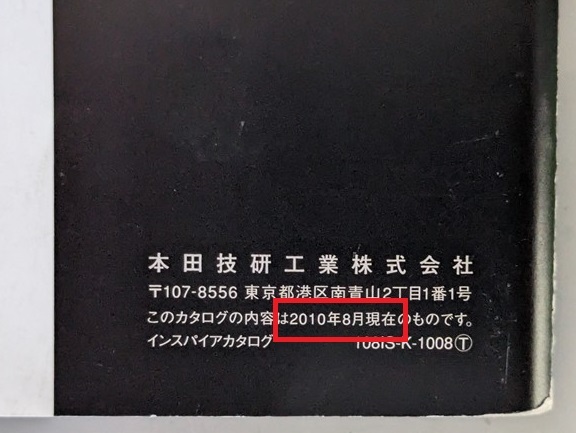 本田技研工業株式会社
〒107-8556 東京都港区南青山2丁目1番1号
このカタログの内容は2010年8月現在のものです。
インスパイアカタログ 108IS-K-1008Ⓣ